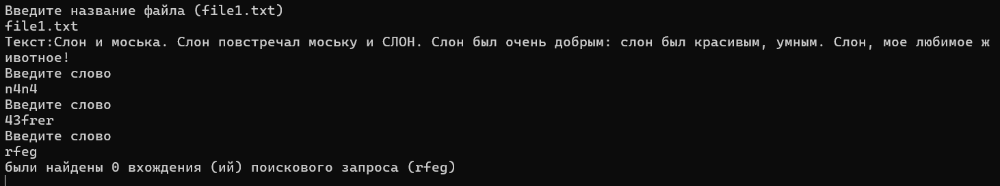 Введите название файла (file1.txt)
file1.txt
Текст:Слон и моська. Слон повстречал моську и СЛОН. Слон был очень добрым: слон был красивым, умным. Слон, мое любимое ж
ивотное!
Введите слово
n4n4
Введите слово
43frer
Введите слово
rfeg
были найдены 0 вхождения (ий) поискового запроса (rfeg)